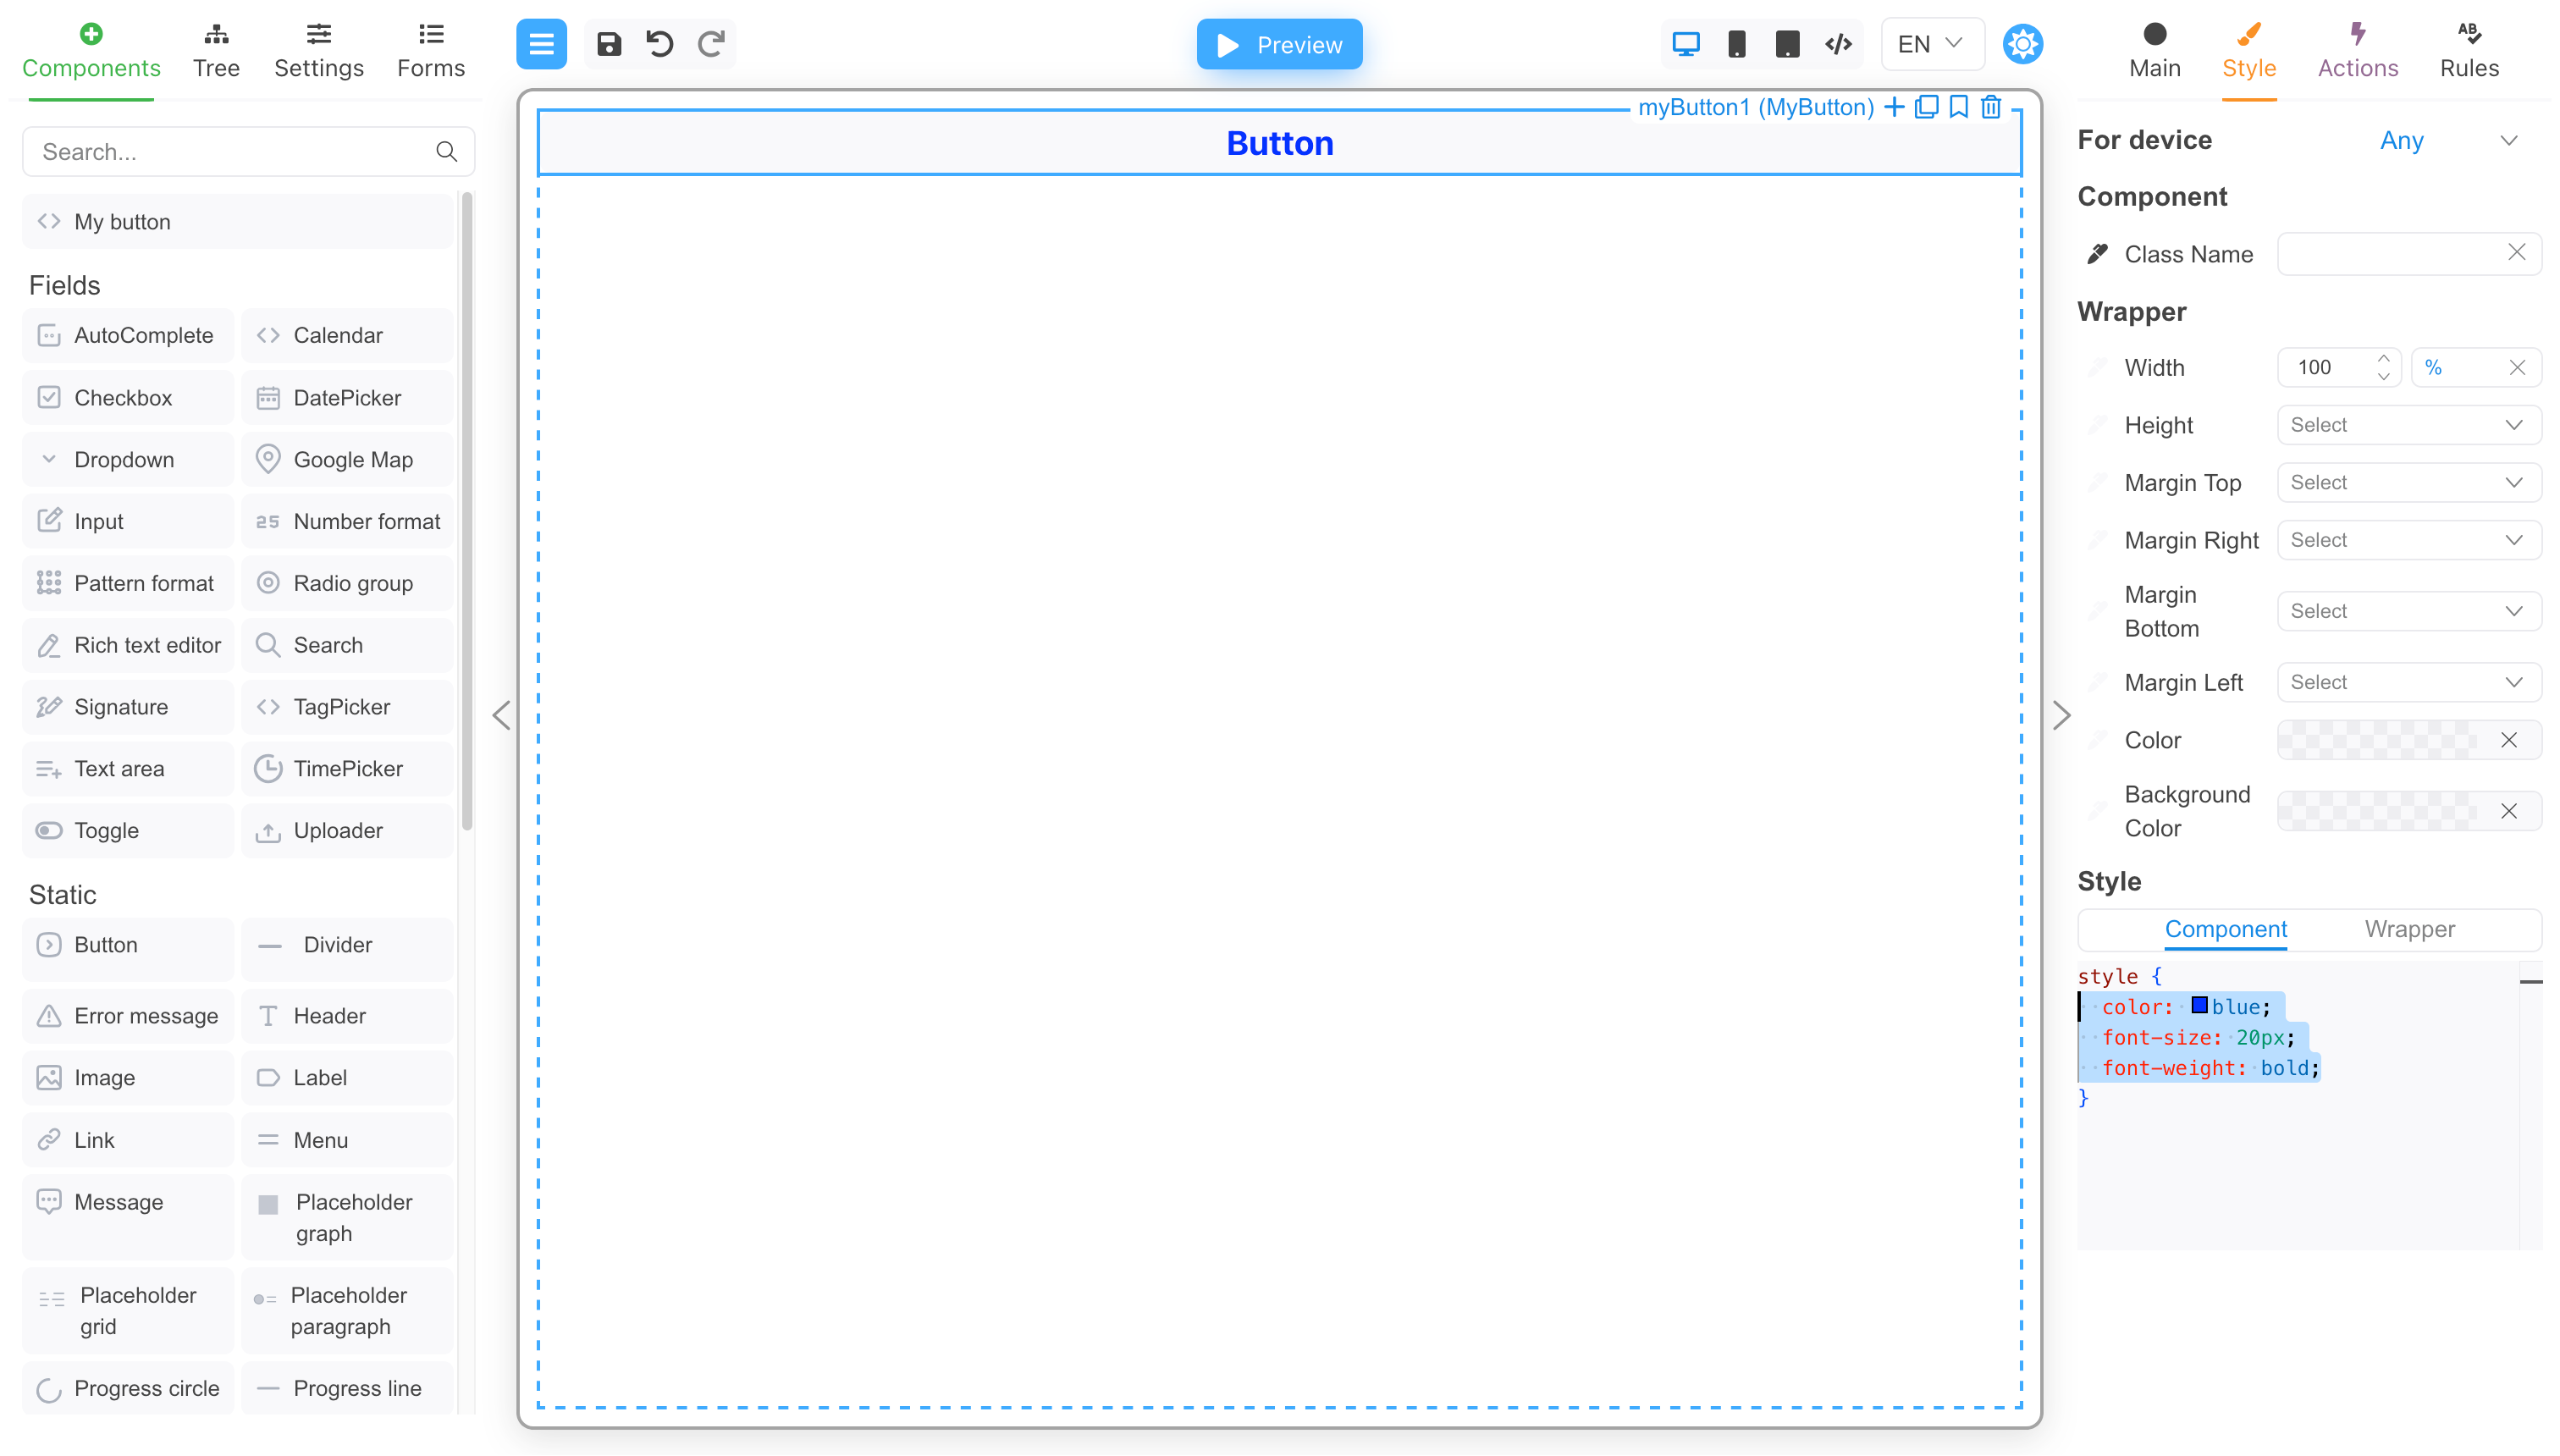 Components
Tree
Settings
Forms
Preview
EN
Main
Style
Actions
Rules
Search...
My button
Fields
AutoComplete
Calendar
Checkbox
DatePicker
Dropdown
Google Map
Input
25
Number format
Pattern format
Radio group
Rich text editor
Search
Signature
TagPicker
Text area
TimePicker
Toggle
Uploader
Static
Button
Divider
Error message
Header
Image
Label
Link
Menu
Message
Placeholder
graph
Placeholder
grid
Placeholder
paragraph
Progress circle
Progress line
myButton1 (MyButton)
Button
For device
Any
Component
Class Name
Wrapper
Width
100
%
Height
Select
Margin Top
Select
Margin Right
Select
Margin
Bottom
Select
Margin Left
Select
Color
Background
Color
Style
Component
Wrapper
style {
color: blue;
font-size: 20px;
font-weight: bold;
}